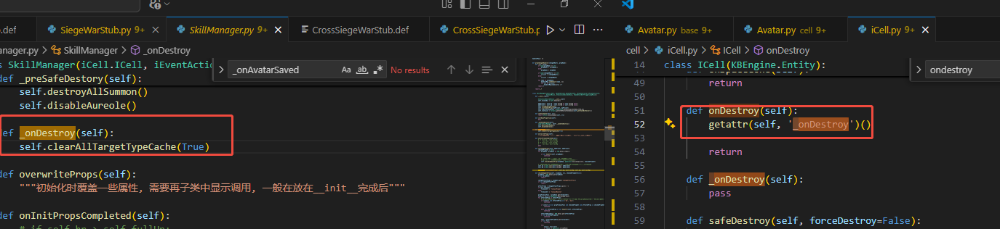 .def
SiegeWarStub.py 9+
SkillManager.py 9+
CrossSiegeWarStub.def
CrossSiegeWarStub.p
anager.py > SkillManager > _onDestroy
s SkillManager(iCell.ICell, iEventActi
def _preSafeDestory(self):
self.destroyAllSummon()
self.disableAureole()
def _onDestroy(self):
self.clearAllTargetTypeCache(True)
def overwriteProps(self):
"""初始化时覆盖一些属性, 需要再子类中显示调用, 一般在放在__init__完成后"""
def onInitPropsCompleted(self):
_onAvatarSaved
Aa ab .*
No results
Avatar.py base 9+
Avatar.py cell 9+
iCell.py 9+
cell > iCell.py > ICell > onDestroy
14 class ICell(KBEngine.Entity):
49 return
50
51 def onDestroy(self):
52 getattr(self, '_onDestroy')()
53
54 return
55
56 def _onDestroy(self):
57 pass
58
59 def safeDestroy(self, forceDestroy=False):
ondestroy